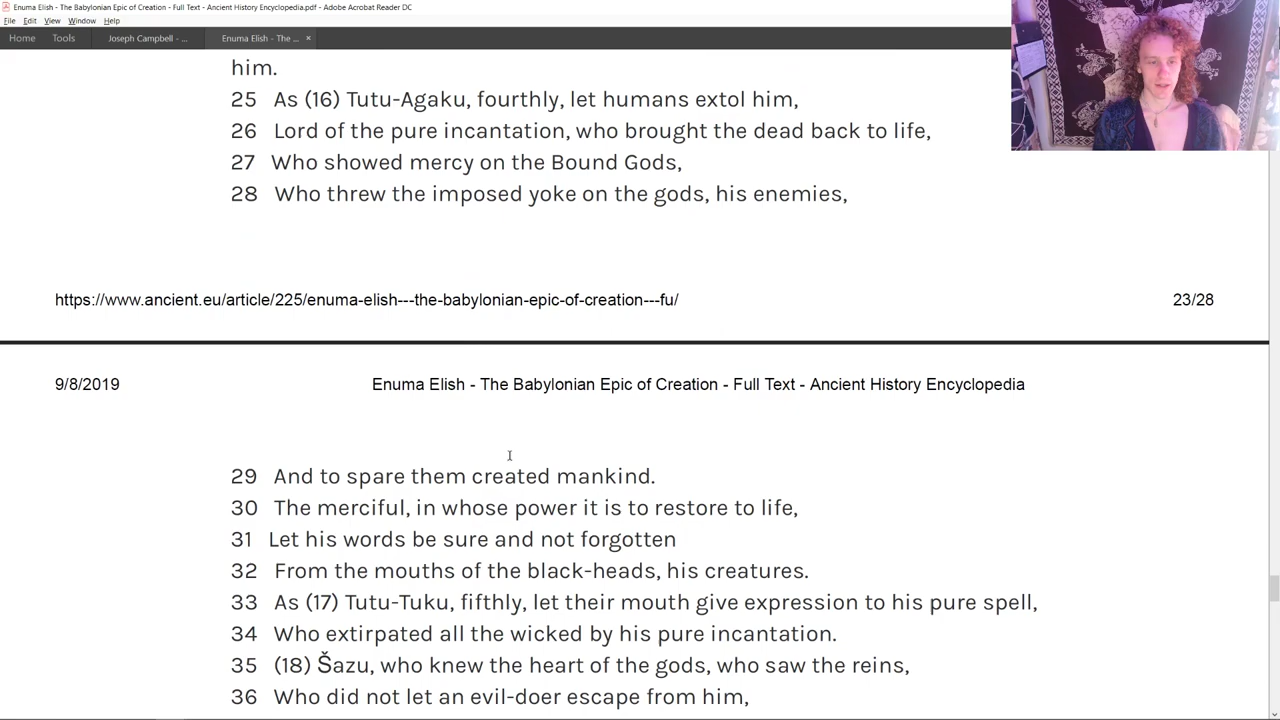 Enuma Elish - The Babylonian Epic of Creation - Full Text - Ancient History Encyclopedia.pdf - Adobe Acrobat Reader DC
File Edit View Window Help
Home Tools Joseph Campbell - ... Enuma Elish - The ... ×
him.
25 As (16) Tutu-Agaku, fourthly, let humans extol him,
26 Lord of the pure incantation, who brought the dead back to life,
27 Who showed mercy on the Bound Gods,
28 Who threw the imposed yoke on the gods, his enemies,
https://www.ancient.eu/article/225/enuma-elish---the-babylonian-epic-of-creation---fu/ 23/28
9/8/2019 Enuma Elish - The Babylonian Epic of Creation - Full Text - Ancient History Encyclopedia
29 And to spare them created mankind.
30 The merciful, in whose power it is to restore to life,
31 Let his words be sure and not forgotten
32 From the mouths of the black-heads, his creatures.
33 As (17) Tutu-Tuku, fifthly, let their mouth give expression to his pure spell,
34 Who extirpated all the wicked by his pure incantation.
35 (18) Šazu, who knew the heart of the gods, who saw the reins,
36 Who did not let an evil-doer escape from him,